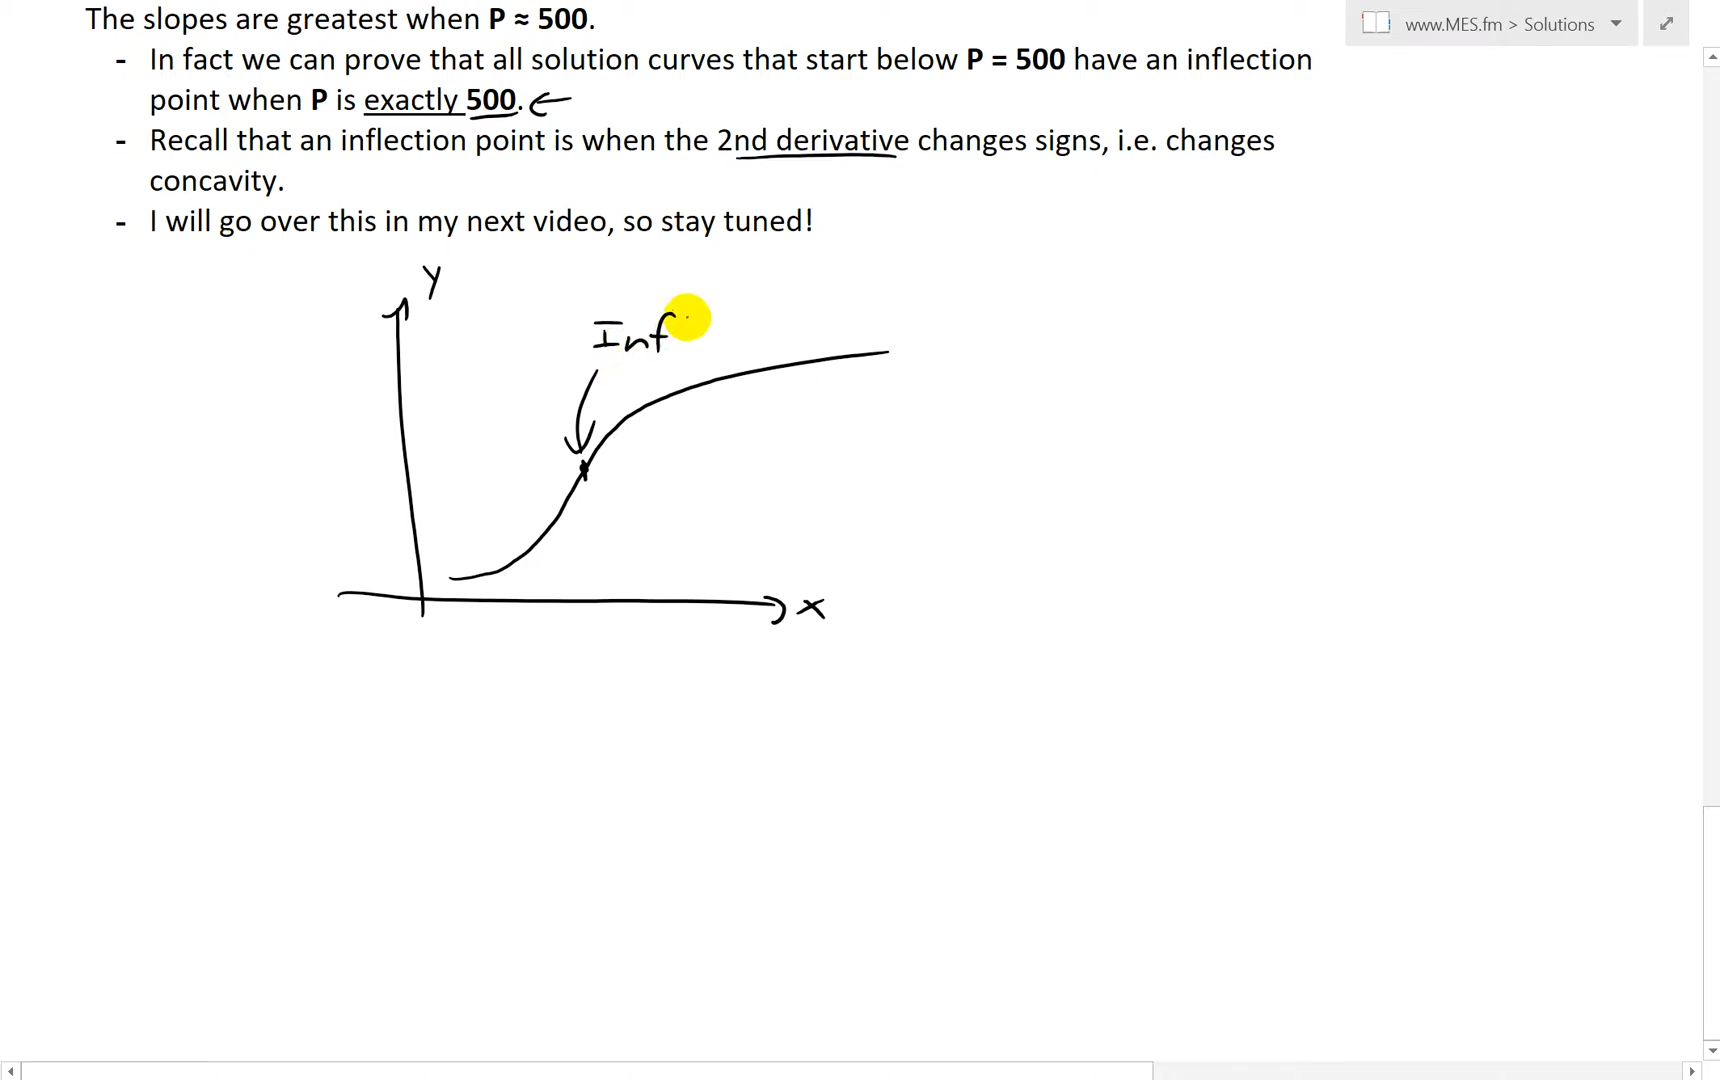 The slopes are greatest when P ≈ 500.
www.MES.fm > Solutions
- In fact we can prove that all solution curves that start below P = 500 have an inflection
point when P is exactly 500.
- Recall that an inflection point is when the 2nd derivative changes signs, i.e. changes
concavity.
- I will go over this in my next video, so stay tuned!
Y
Inf
x